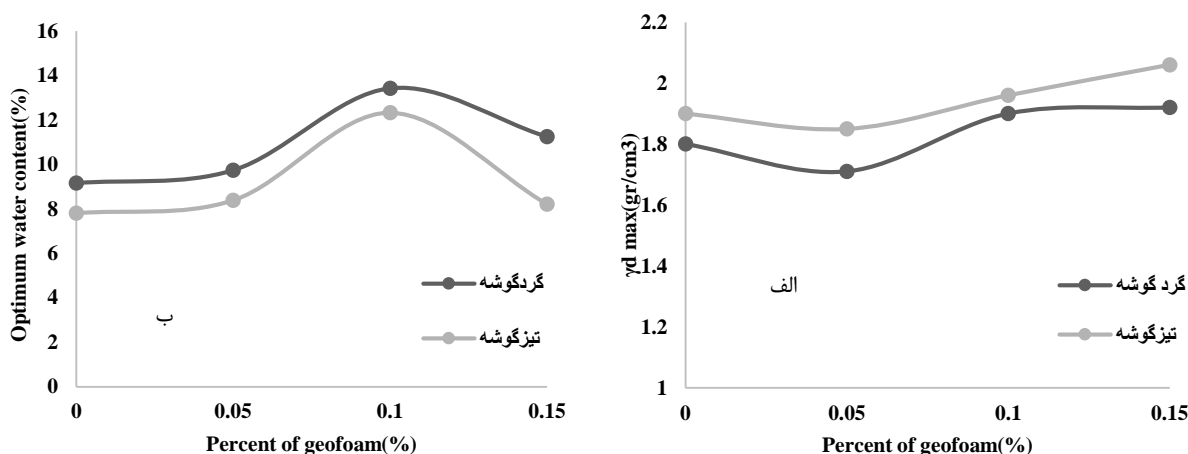 16
14
12
10
8
6
4
2
0
Optimum water content(%)
گردگوشه
تیزگوشه
ب
0 0.05 0.1 0.15
Percent of geofoam(%)
2.2
2
1.8
1.6
1.4
1.2
1
γd max(gr/cm3)
الف
گرد گوشه
تیزگوشه
0 0.05 0.1 0.15
Percent of geofoam(%)